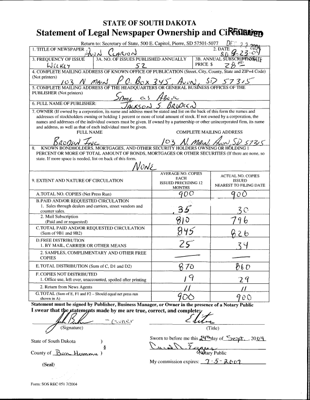 STATE OF SOUTH DAKOTA
Statement of Legal Newspaper Ownership and Circulation
Return to: Secretary of State, 500 E. Capitol, Pierre, SD 57501-5077
1. TITLE OF NEWSPAPER Avon Clarion
2. DATE
3. FREQUENCY OF ISSUE
3A. NO. OF ISSUES PUBLISHED ANNUALLY
3B. ANNUAL SUBSCRIPTION
Weekly
52
PRICE $ 28
4. COMPLETE MAILING ADDRESS OF KNOWN OFFICE OF PUBLICATION (Street, City, County, State and ZIP+4 Code)
(Not printers)
103 N Main P.O. Box 345, Avon, SD 57315
5. COMPLETE MAILING ADDRESS OF THE HEADQUARTERS OR GENERAL BUSINESS OFFICES OF THE
PUBLISHER (Not printers)
Same as Above
6. FULL NAME OF PUBLISHER
Jackson S Brodeen
7. OWNER (If owned by a corporation, its name and address must be stated and list on the back of this form the names and
addresses of stockholders owning or holding 1 percent or more of total amount of stock. If not owned by a corporation, the
names and addresses of the individual owners must be given. If owned by a partnership or other unincorporated firm, its name
and address, as well as that of each individual must be given.
FULL NAME
COMPLETE MAILING ADDRESS
103 N. Main, Avon, SD 57315
8. KNOWN BONDHOLDERS, MORTGAGES, AND OTHER SECURITY HOLDERS OWNING OR HOLDING 1
PERCENT OR MORE OF TOTAL AMOUNT OF BONDS, MORTGAGES OR OTHER SECURITIES (If there are none, so
state. If more space is needed, list on back of this form.
None
9. EXTENT AND NATURE OF CIRCULATION
AVERAGE NO. COPIES
EACH
ISSUED PRECEDING 12
MONTHS
ACTUAL NO. COPIES
ISSUED
NEAREST TO FILING DATE
A. TOTAL NO. COPIES (Net Press Run)
900
900
B. PAID AND/OR REQUESTED CIRCULATION
1. Sales through dealers and carriers, street vendors and
counter sales.
35
30
2. Mail Subscription
(Paid and or requested)
810
796
C. TOTAL PAID AND/OR REQUESTED CIRCULATION
(Sum of 9B1 and 9B2)
845
826
D. FREE DISTRIBUTION
1. BY MAIL, CARRIER OR OTHER MEANS
25
34
2. SAMPLES, COMPLIMENTARY AND OTHER FREE
COPIES
E. TOTAL DISTRIBUTION (Sum of C, D1 and D2)
870
860
F. COPIES NOT DISTRIBUTED
1. Office use, left over, unaccounted, spoiled after printing
19
29
2. Return from News Agents
11
11
G. TOTAL (Sum of E, F1 and F2 - Should equal net press run
shown in A)
900
900
Statement must be signed by Publisher, Business Manager, or Owner in the presence of a Notary Public
I swear that the statements made by me are true, correct, and complete:
(Signature)
(Title)
State of South Dakota )
Sworn to before me this day of Sept.
§
County of Bon Homme )
Notary Public
(Seal)
My commission expires: 7-5-2009
Form: SOS REC 051 7/2004